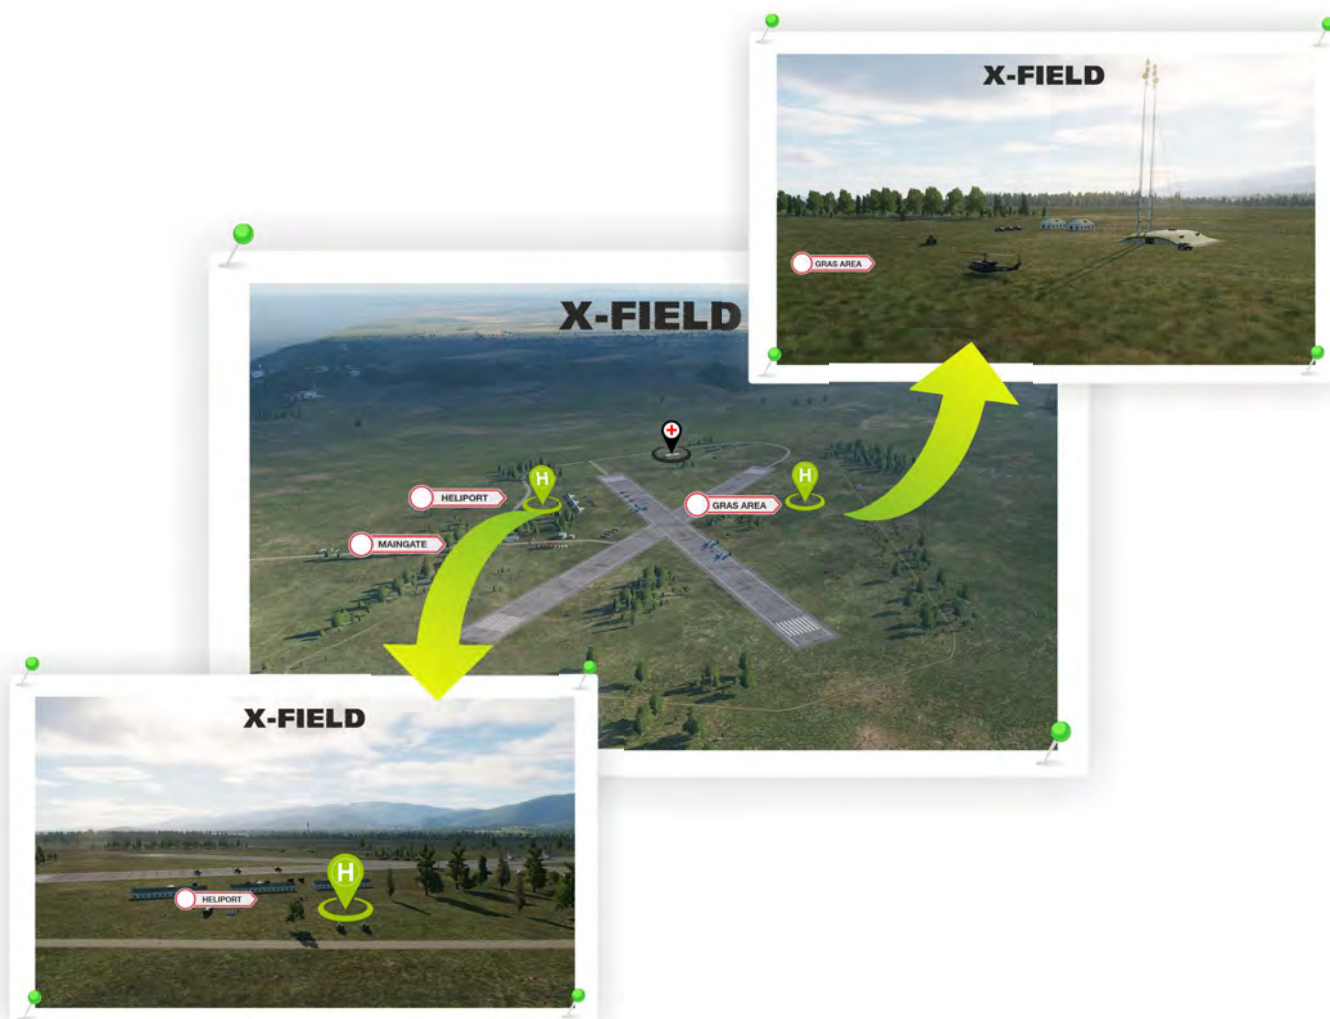 X-FIELD
GRAS AREA
X-FIELD
H
H
HELIPORT
GRAS AREA
MAINGATE
X-FIELD
H
HELIPORT